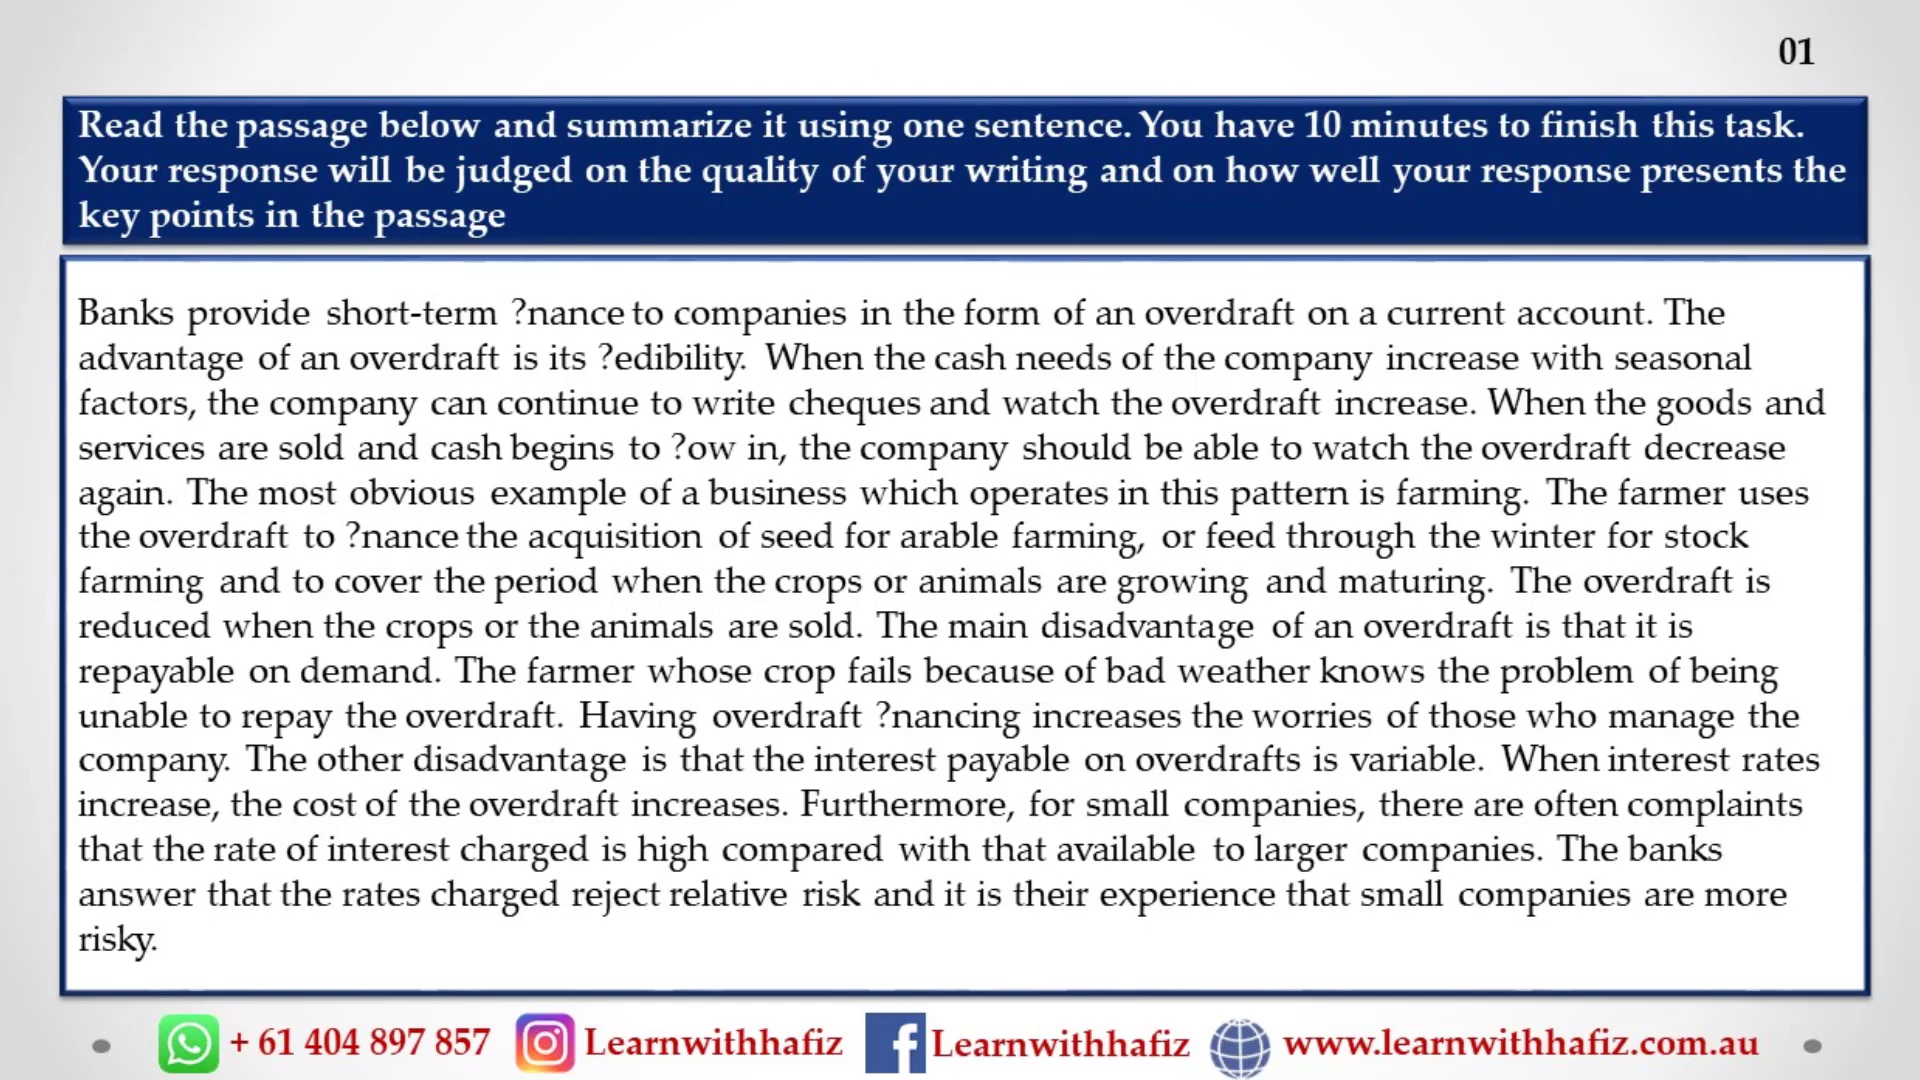 01
Read the passage below and summarize it using one sentence. You have 10 minutes to finish this task.
Your response will be judged on the quality of your writing and on how well your response presents the
key points in the passage
Banks provide short-term ?nance to companies in the form of an overdraft on a current account. The
advantage of an overdraft is its ?edibility. When the cash needs of the company increase with seasonal
factors, the company can continue to write cheques and watch the overdraft increase. When the goods and
services are sold and cash begins to ?ow in, the company should be able to watch the overdraft decrease
again. The most obvious example of a business which operates in this pattern is farming. The farmer uses
the overdraft to ?nance the acquisition of seed for arable farming, or feed through the winter for stock
farming and to cover the period when the crops or animals are growing and maturing. The overdraft is
reduced when the crops or the animals are sold. The main disadvantage of an overdraft is that it is
repayable on demand. The farmer whose crop fails because of bad weather knows the problem of being
unable to repay the overdraft. Having overdraft ?nancing increases the worries of those who manage the
company. The other disadvantage is that the interest payable on overdrafts is variable. When interest rates
increase, the cost of the overdraft increases. Furthermore, for small companies, there are often complaints
that the rate of interest charged is high compared with that available to larger companies. The banks
answer that the rates charged reject relative risk and it is their experience that small companies are more
risky.
+ 61 404 897 857 Learnwithhafiz Learnwithhafiz www.learnwithhafiz.com.au